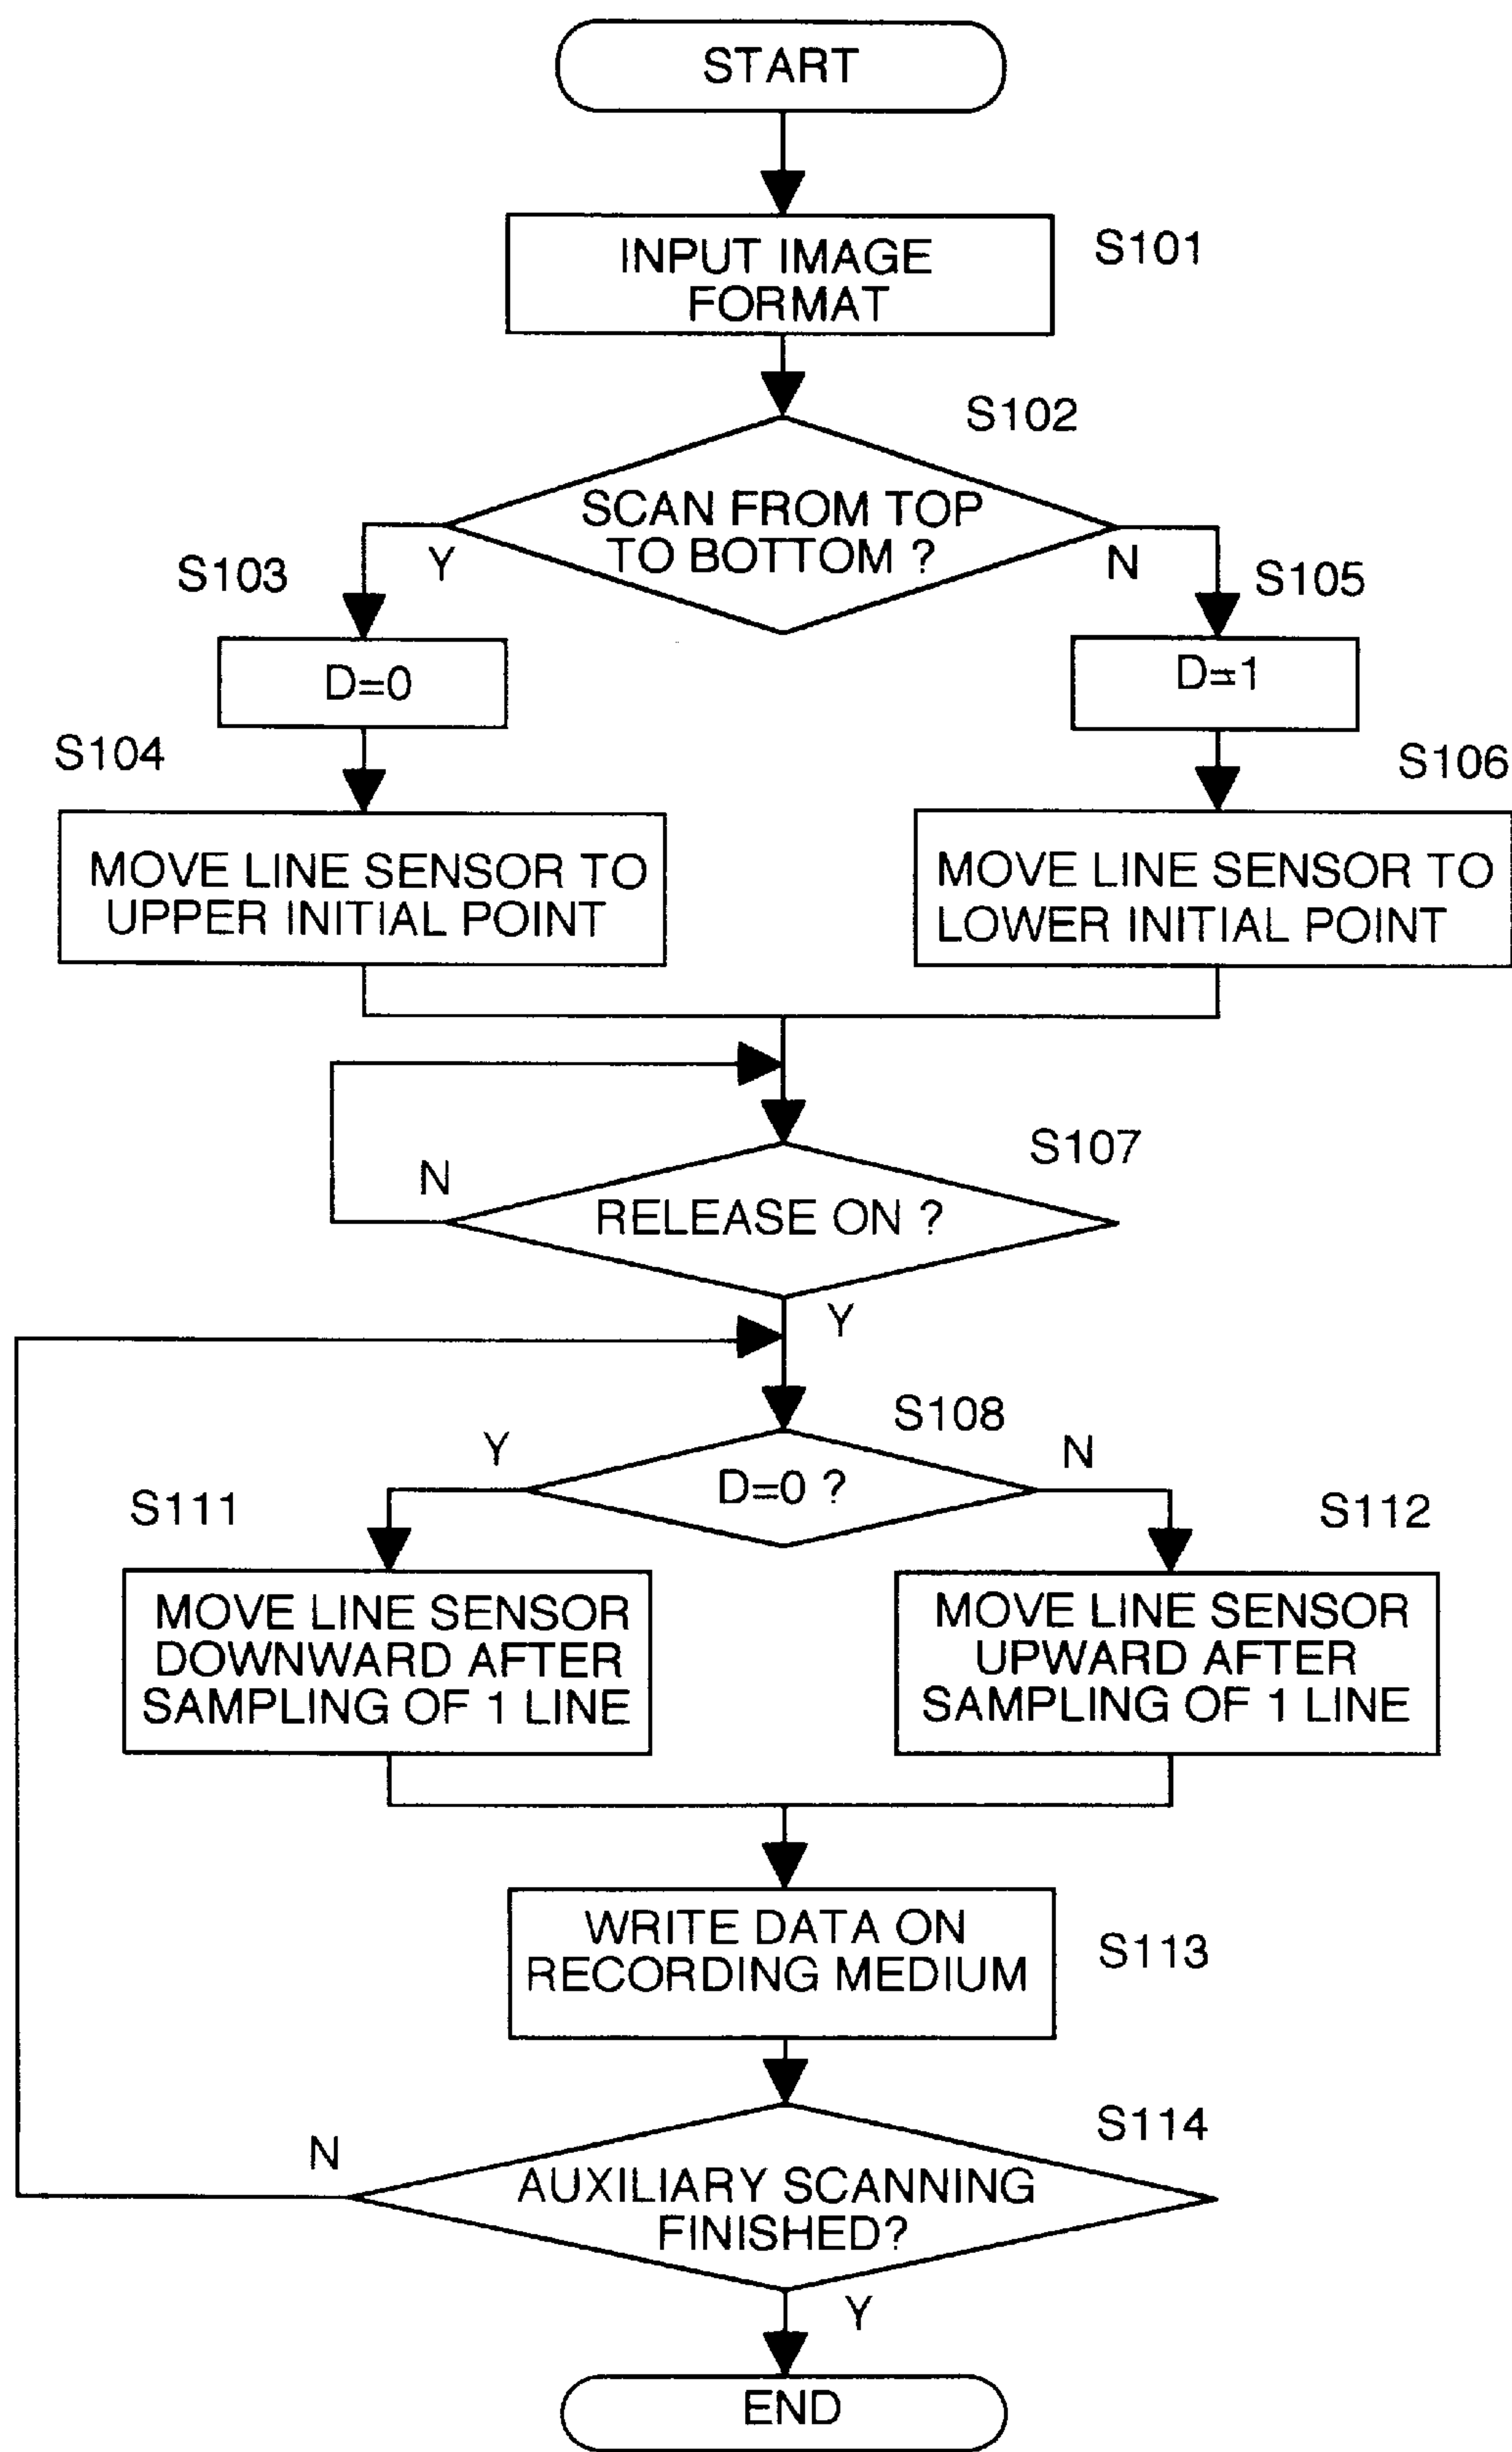 START
INPUT IMAGE
FORMAT
S101
S102
SCAN FROM TOP
TO BOTTOM ?
Y
N
S103
S105
D=0
D=1
S104
S106
MOVE LINE SENSOR TO
UPPER INITIAL POINT
MOVE LINE SENSOR TO
LOWER INITIAL POINT
S107
N
RELEASE ON ?
Y
S108
Y
N
D=0 ?
S111
S112
MOVE LINE SENSOR
DOWNWARD AFTER
SAMPLING OF 1 LINE
MOVE LINE SENSOR
UPWARD AFTER
SAMPLING OF 1 LINE
WRITE DATA ON
RECORDING MEDIUM
S113
S114
N
AUXILIARY SCANNING
FINISHED?
Y
END